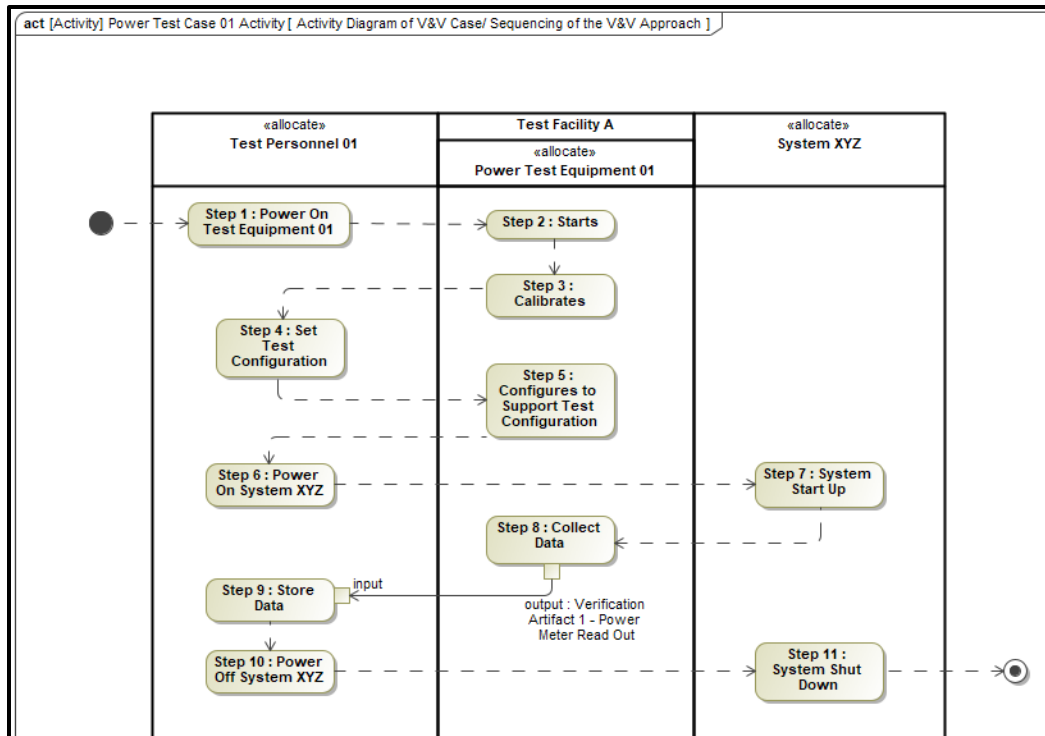 act [Activity] Power Test Case 01 Activity [ Activity Diagram of V&V Case/ Sequencing of the V&V Approach ]
«allocate»
Test Personnel 01
Test Facility A
«allocate»
Power Test Equipment 01
«allocate»
System XYZ
Step 1 : Power On
Test Equipment 01
Step 2 : Starts
Step 3 :
Calibrates
Step 4 : Set
Test
Configuration
Step 5 :
Configures to
Support Test
Configuration
Step 6 : Power
On System XYZ
Step 7 : System
Start Up
Step 8 : Collect
Data
output : Verification
Artifact 1 - Power
Meter Read Out
input
Step 9 : Store
Data
Step 10 : Power
Off System XYZ
Step 11 :
System Shut
Down